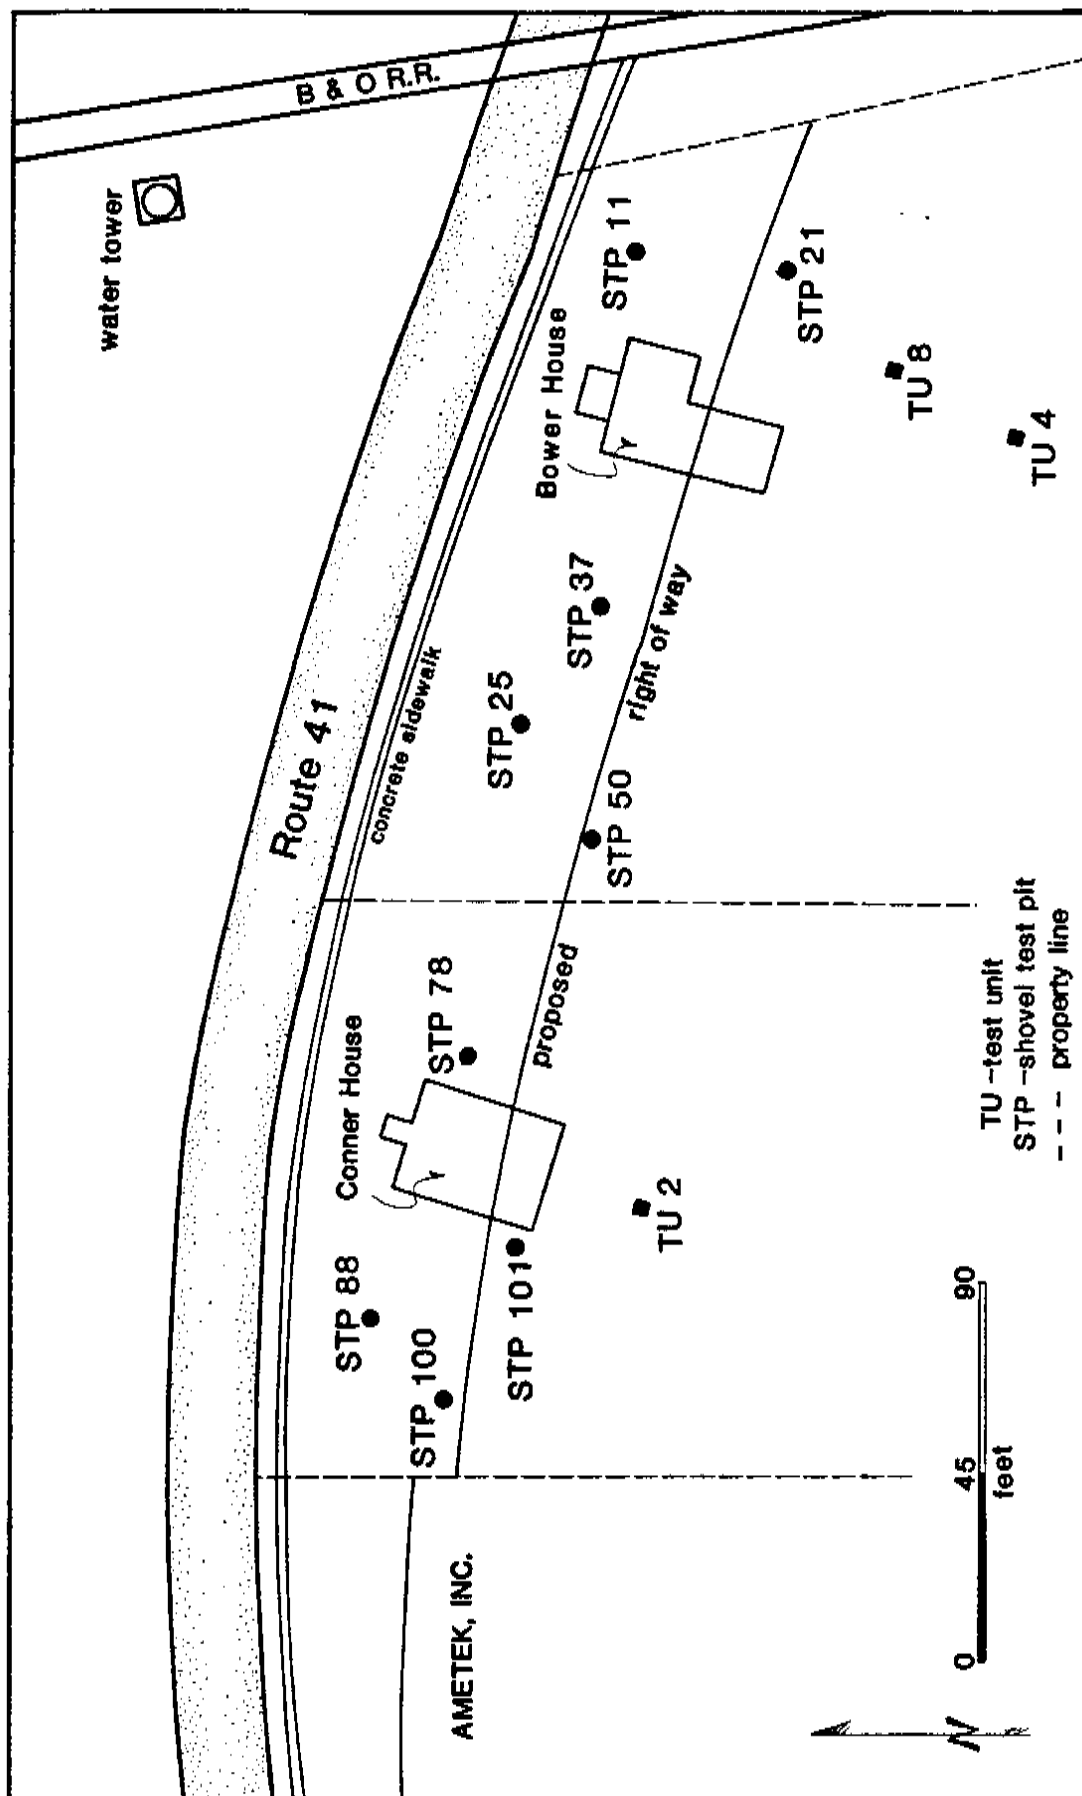 B & O R.R.
water tower
Route 41
concrete sidewalk
STP 11
Bower House
STP 21
TU 8
TU 4
STP 37
STP 25
right of way
STP 50
proposed
STP 78
Conner House
TU 2
STP 88
STP 101
STP 100
AMETEK, INC.
TU -test unit
STP -shovel test pit
--- property line
0 45 90
feet
N